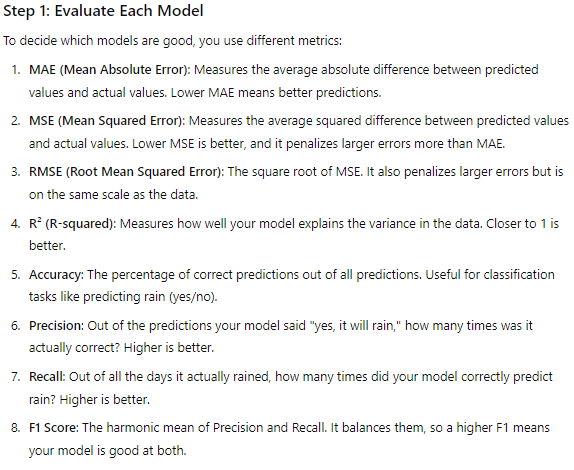 Step 1: Evaluate Each Model
To decide which models are good, you use different metrics:
1. MAE (Mean Absolute Error): Measures the average absolute difference between predicted
values and actual values. Lower MAE means better predictions.
2. MSE (Mean Squared Error): Measures the average squared difference between predicted values
and actual values. Lower MSE is better, and it penalizes larger errors more than MAE.
3. RMSE (Root Mean Squared Error): The square root of MSE. It also penalizes larger errors but is
on the same scale as the data.
4. R² (R-squared): Measures how well your model explains the variance in the data. Closer to 1 is
better.
5. Accuracy: The percentage of correct predictions out of all predictions. Useful for classification
tasks like predicting rain (yes/no).
6. Precision: Out of the predictions your model said "yes, it will rain," how many times was it
actually correct? Higher is better.
7. Recall: Out of all the days it actually rained, how many times did your model correctly predict
rain? Higher is better.
8. F1 Score: The harmonic mean of Precision and Recall. It balances them, so a higher F1 means
your model is good at both.